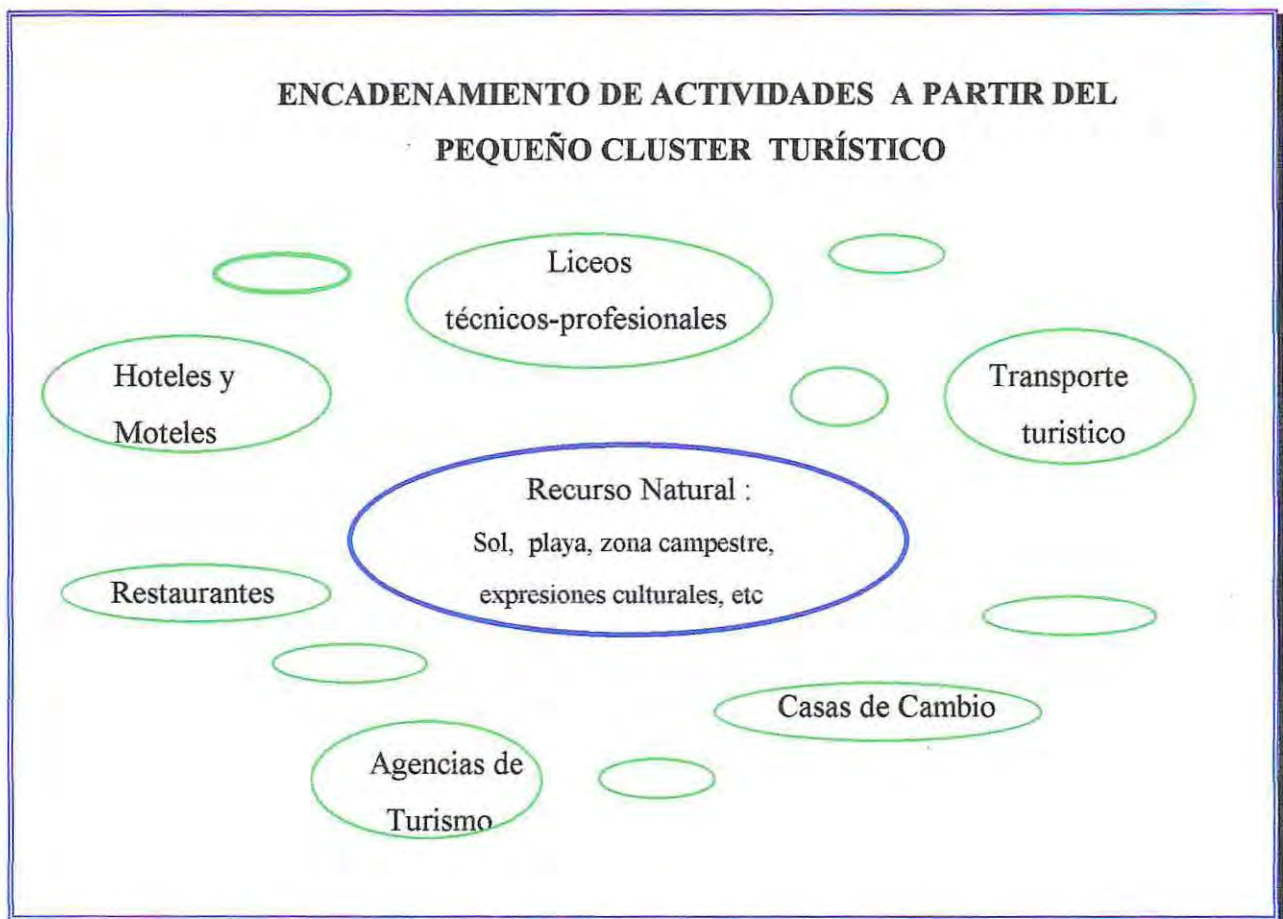 ENCADENAMIENTO DE ACTIVIDADES A PARTIR DEL
PEQUEÑO CLUSTER TURÍSTICO
Liceos
técnicos-profesionales
Hoteles y
Moteles
Transporte
turistico
Recurso Natural :
Sol, playa, zona campestre,
expresiones culturales, etc
Restaurantes
Casas de Cambio
Agencias de
Turismo